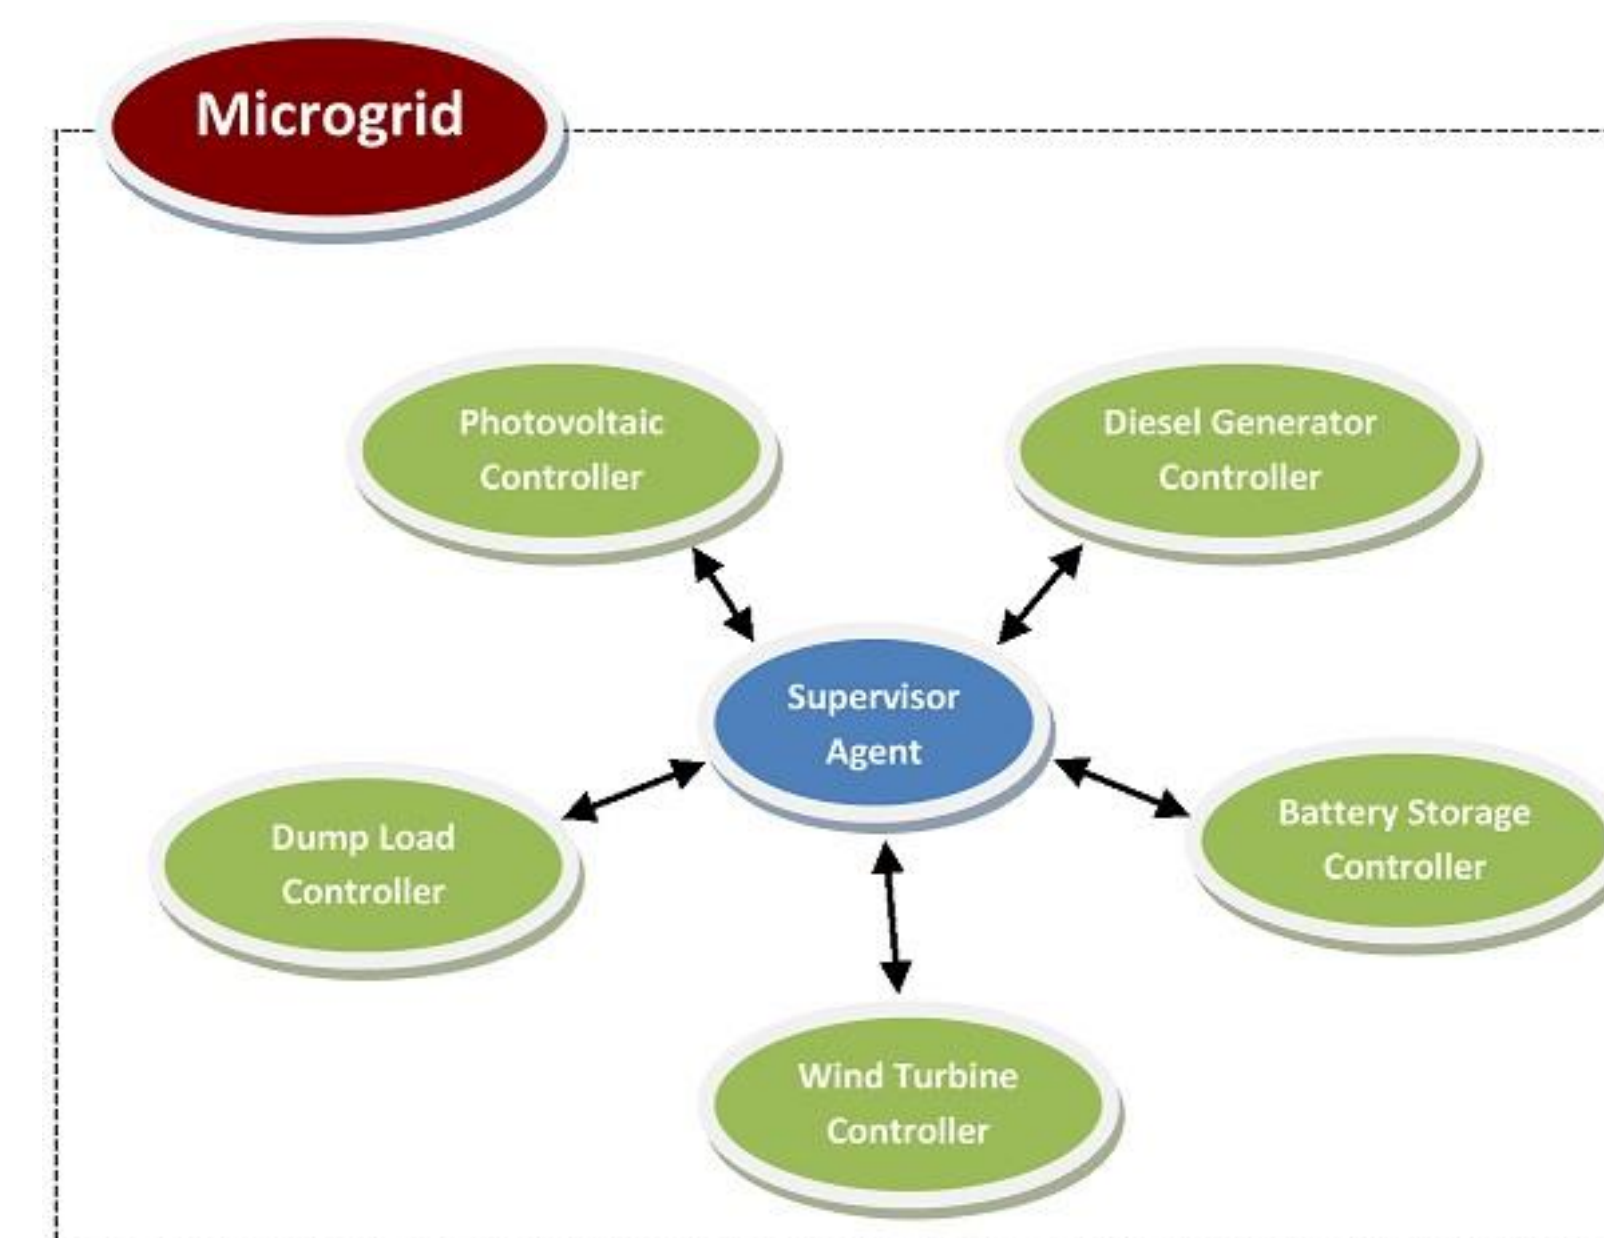 Microgrid
Photovoltaic
Controller
Diesel Generator
Controller
Supervisor
Agent
Dump Load
Controller
Battery Storage
Controller
Wind Turbine
Controller